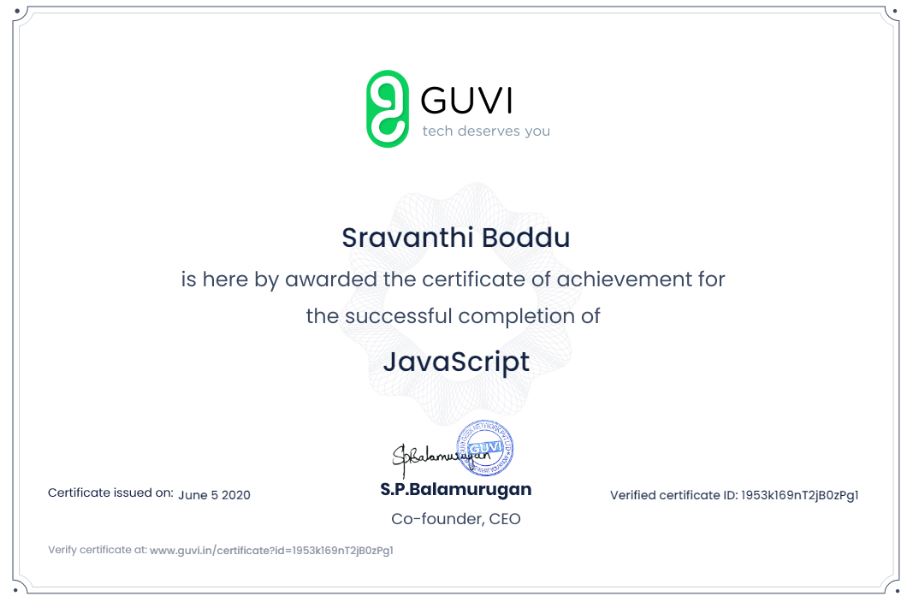 GUVI
tech deserves you
Sravanthi Boddu
is here by awarded the certificate of achievement for
the successful completion of
JavaScript
SpBalamurugan
GUVI
S.P.Balamurugan
Co-founder, CEO
Certificate issued on: June 5 2020
Verified certificate ID: 1953k169nT2jB0zPg1
Verify certificate at: www.guvi.in/certificate?id=1953k169nT2jB0zPg1